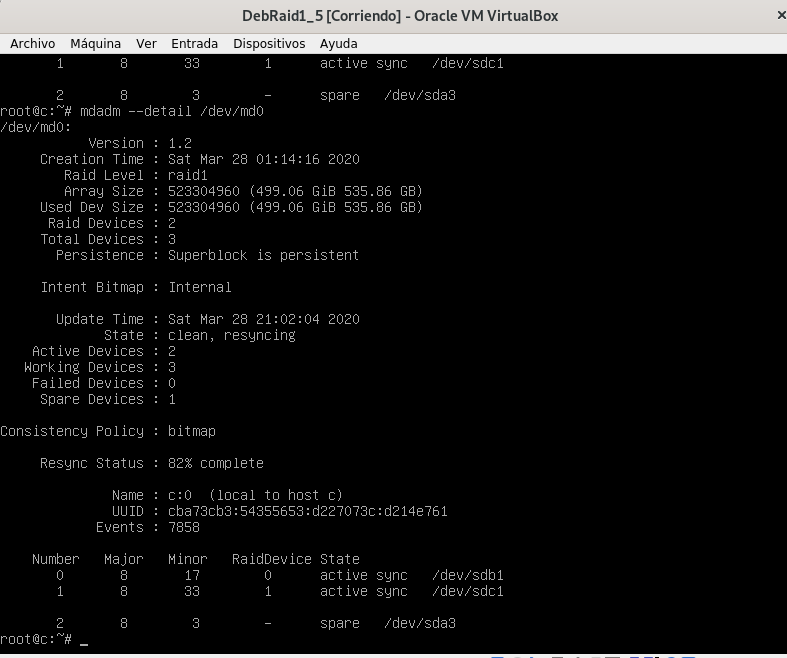 DebRaid1_5 [Corriendo] - Oracle VM VirtualBox ×
Archivo Máquina Ver Entrada Dispositivos Ayuda
1 8 33 1 active sync /dev/sdc1
2 8 3 - spare /dev/sda3
root@c:~# mdadm --detail /dev/md0
/dev/md0:
Version : 1.2
Creation Time : Sat Mar 28 01:14:16 2020
Raid Level : raid1
Array Size : 523304960 (499.06 GiB 535.86 GB)
Used Dev Size : 523304960 (499.06 GiB 535.86 GB)
Raid Devices : 2
Total Devices : 3
Persistence : Superblock is persistent
Intent Bitmap : Internal
Update Time : Sat Mar 28 21:02:04 2020
State : clean, resyncing
Active Devices : 2
Working Devices : 3
Failed Devices : 0
Spare Devices : 1
Consistency Policy : bitmap
Resync Status : 82% complete
Name : c:0 (local to host c)
UUID : cba73cb3:54355653:d227073c:d214e761
Events : 7858
Number Major Minor RaidDevice State
0 8 17 0 active sync /dev/sdb1
1 8 33 1 active sync /dev/sdc1
2 8 3 - spare /dev/sda3
root@c:~# _